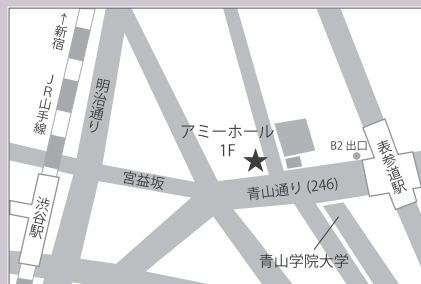 ↑新宿
JR山手線
明治通り
アミーホール
1F
★
B2 出口
表参道駅
宮益坂
青山通り (246)
渋谷駅
青山学院大学